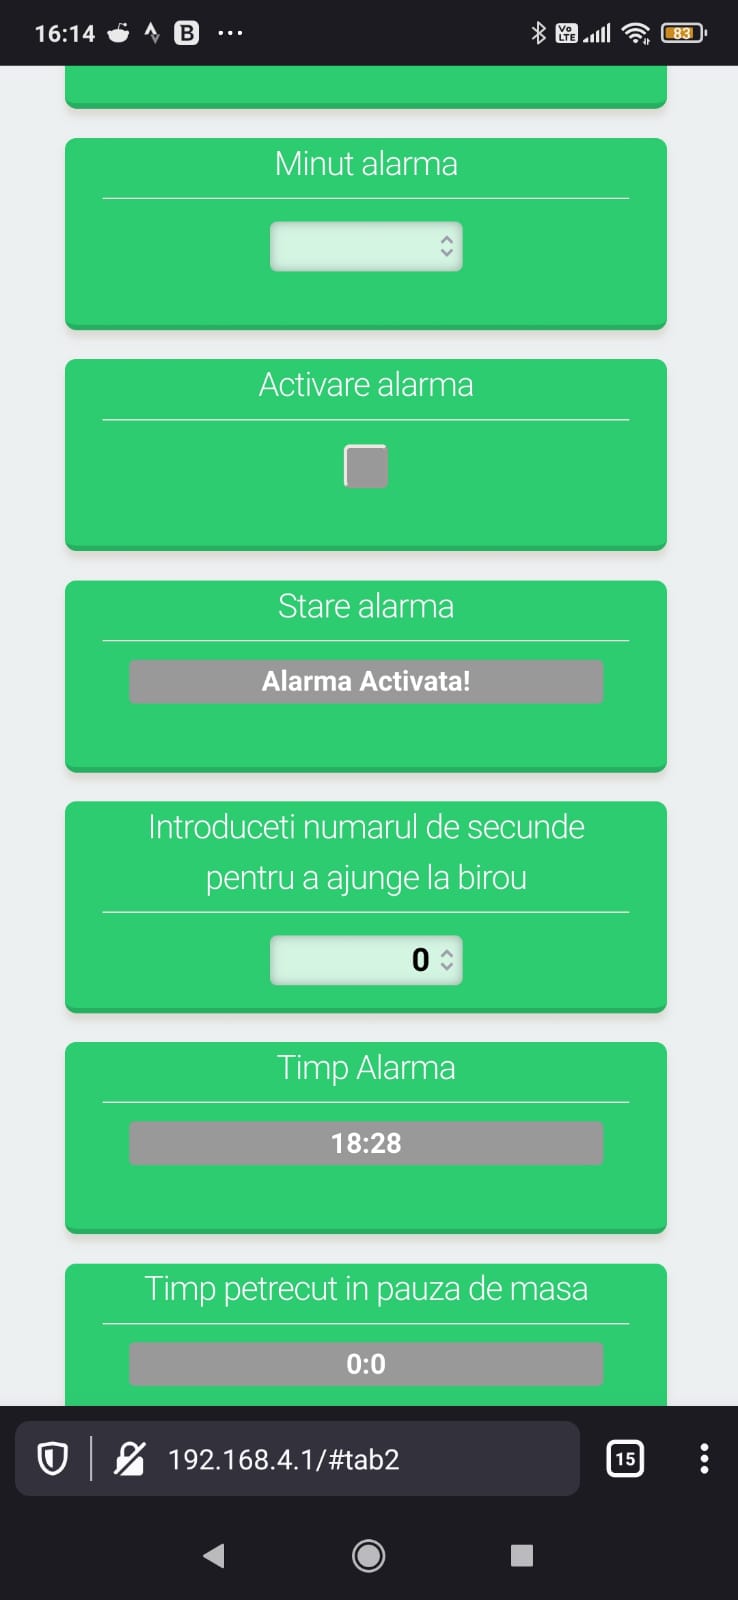 16:14 B ... Vo LTE 83
Minut alarma
Activare alarma
Stare alarma
Alarma Activata!
Introduceti numarul de secunde
pentru a ajunge la birou
0
Timp Alarma
18:28
Timp petrecut in pauza de masa
0:0
192.168.4.1/#tab2 15